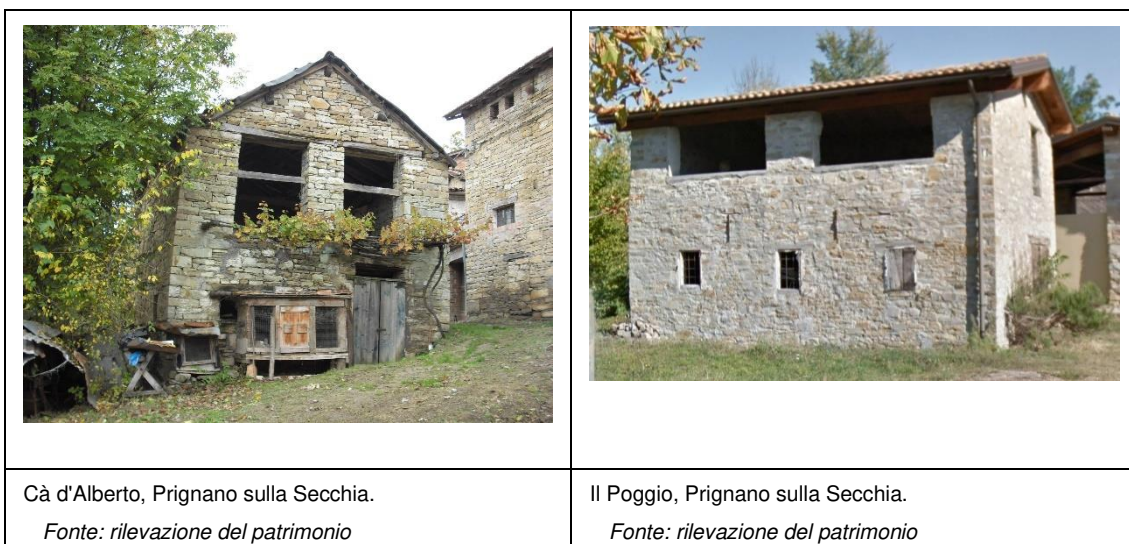 Cà d'Alberto, Prignano sulla Secchia.
Fonte: rilevazione del patrimonio
Il Poggio, Prignano sulla Secchia.
Fonte: rilevazione del patrimonio